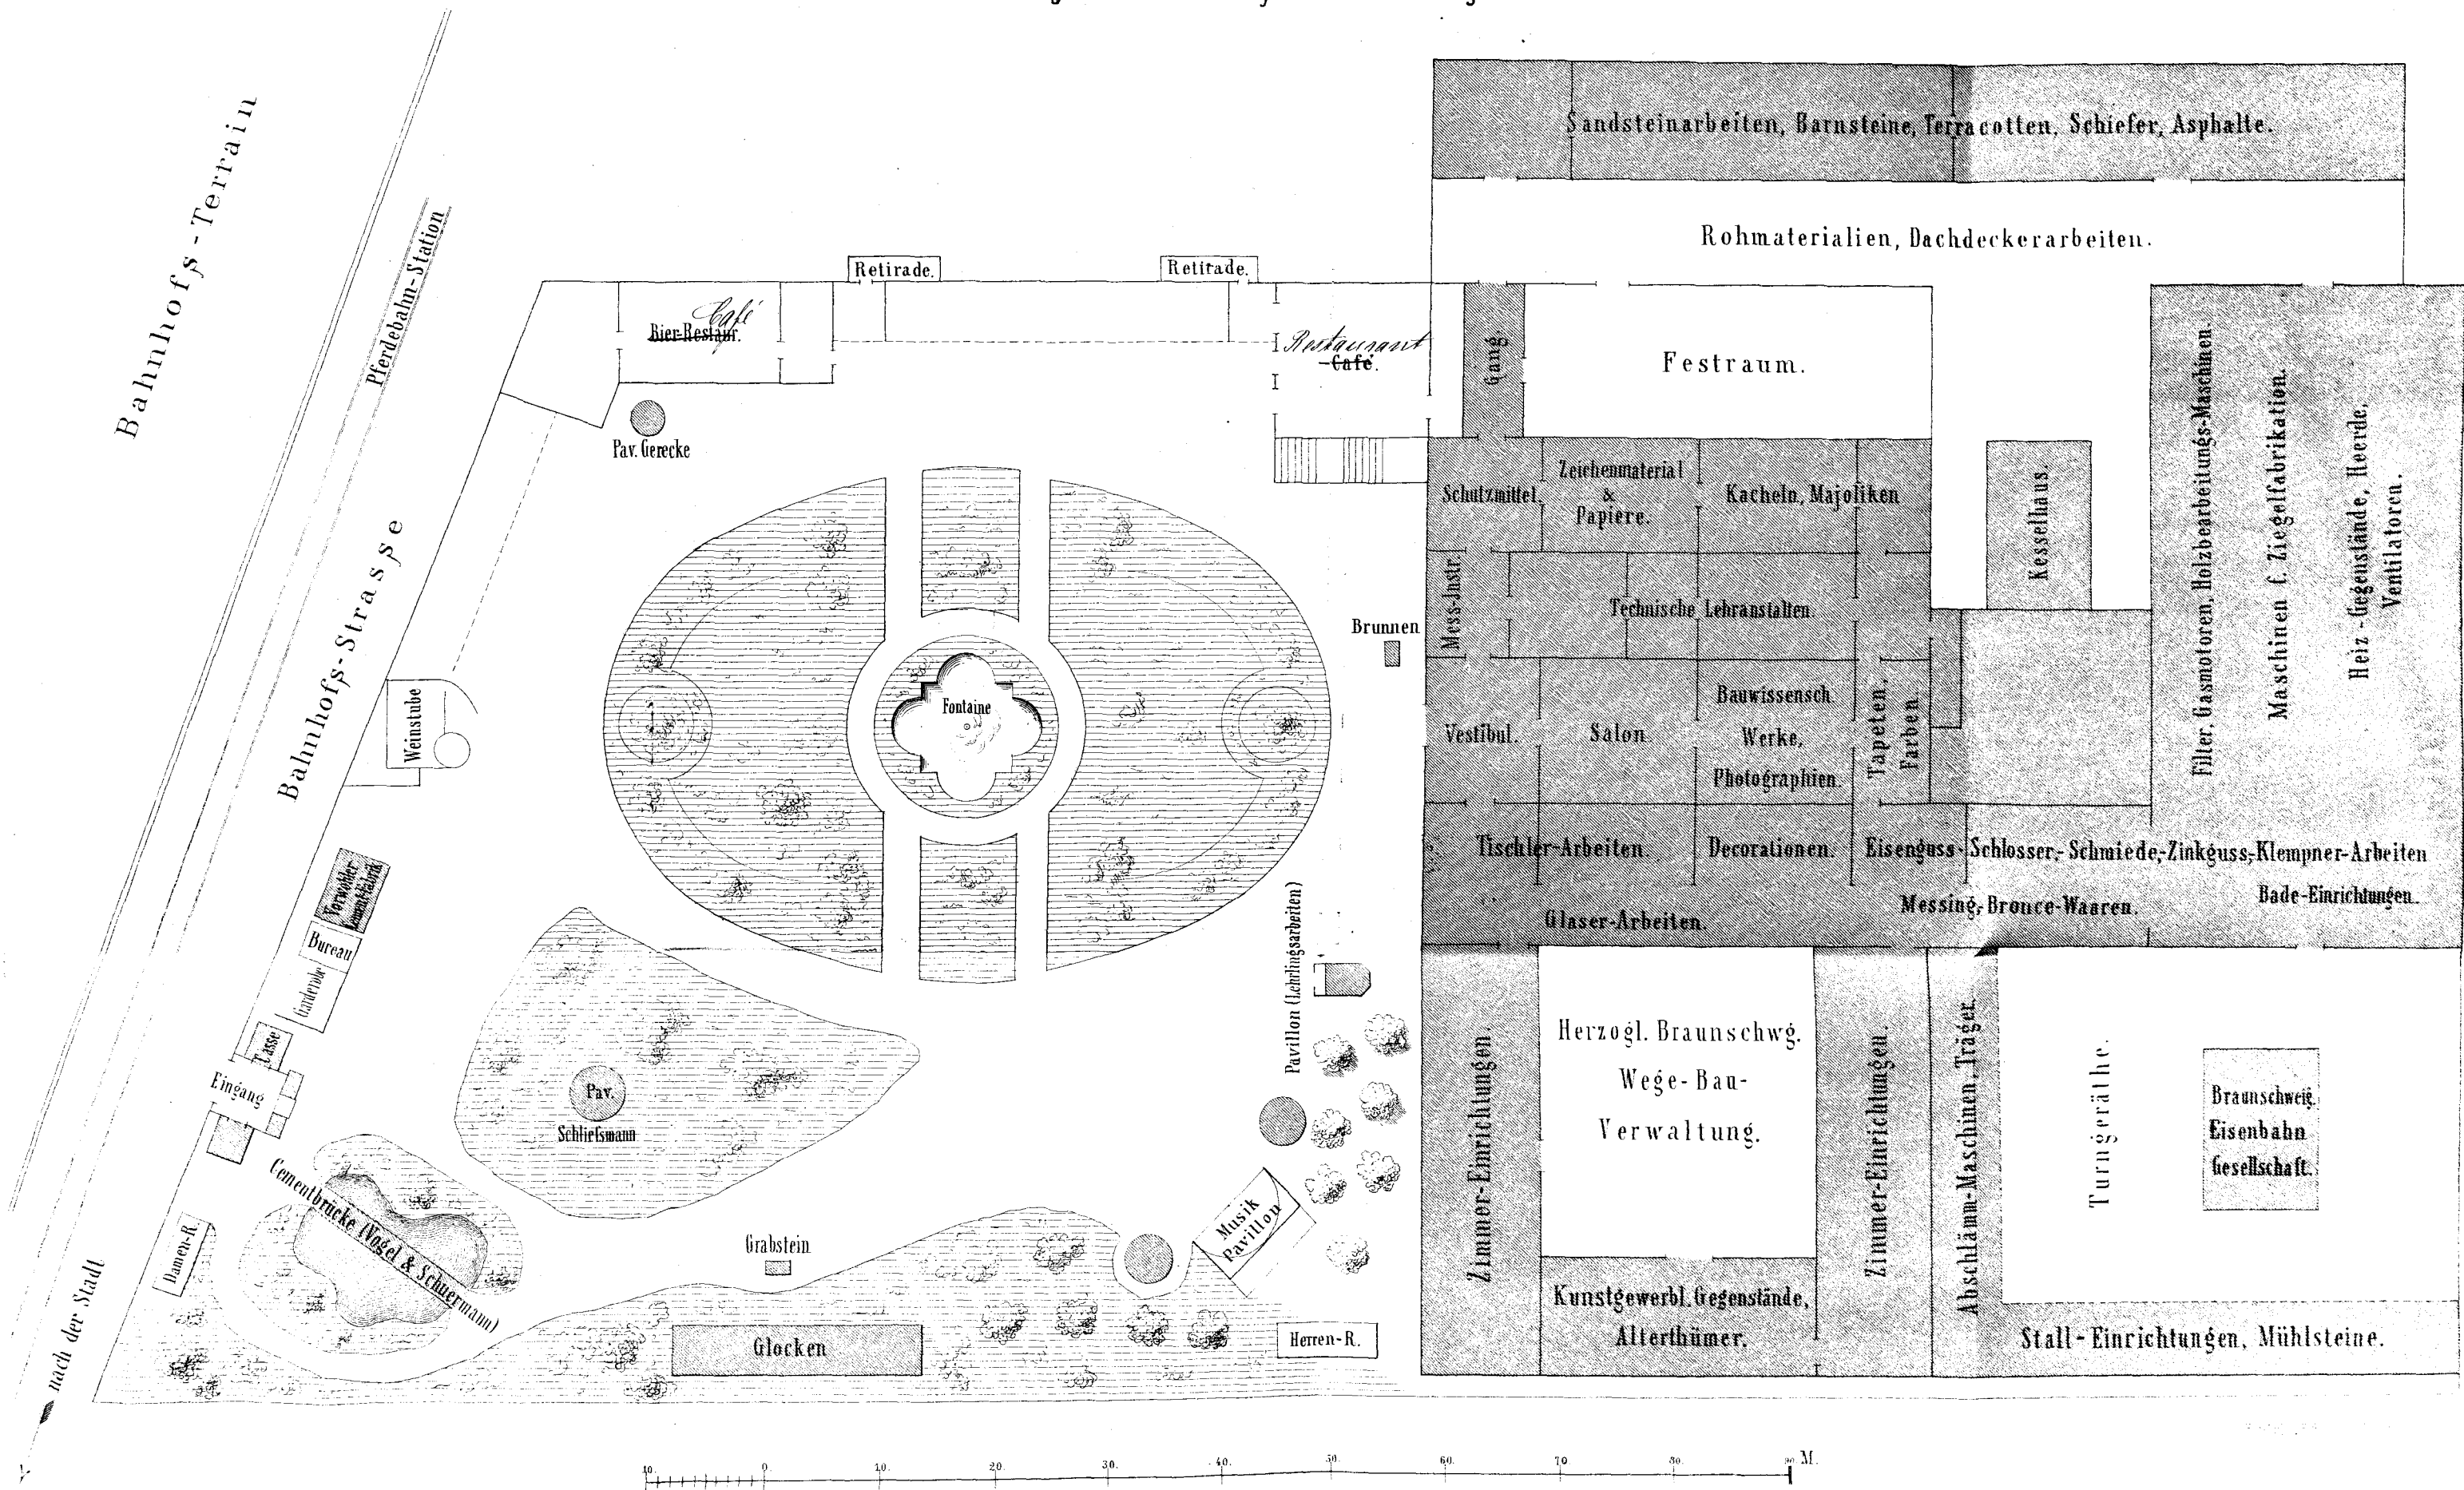 Bahnhofs-Terrain
Pferdebahn-Station
Bahnhofs-Strasse
nach der Stadt
Sandsteinarbeiten, Barnsteine, Terracotten, Schiefer, Asphalte.
Rohmaterialien, Dachdeckerarbeiten.
Retirade.
Retirade.
Café
Bier-Restaur.
Restaurant
-Café.
Gang.
Festraum.
Pav. Gerecke
Schutzmittel.
Zeichenmaterial
&
Papiere.
Kacheln, Majoliken
Kesselhaus.
Filter, Gasmotoren, Holzbearbeitungs-Maschinen.
Maschinen f. Ziegelfabrikation.
Heiz-Gegenstände, Heerde,
Ventilatoren.
Mess-Instr.
Technische Lehranstalten.
Brunnen
Weinstube
Fontaine
Vestibul.
Salon
Bauwissensch.
Werke,
Photographien.
Tapeten,
Farben.
Tischler-Arbeiten.
Decorationen.
Eisenguss-Schlosser,-Schmiede,-Zinkguss,-Klempner-Arbeiten
Glaser-Arbeiten.
Messing,-Bronce-Waaren.
Bade-Einrichtungen.
Vorwohler
Cementfabrik
Bureau
Garderobe
Casse
Eingang
Pav.
Schliefsmann
Pavillon (Lehrlingsarbeiten)
Zimmer-Einrichtungen.
Herzogl. Braunschwg.
Wege-Bau-
Verwaltung.
Zimmer-Einrichtungen.
Abschlämm-Maschinen, Träger.
Turngeräthe.
Braunschweig.
Eisenbahn
Gesellschaft.
Damen-R.
Cementbrücke (Vogel & Schuermann)
Grabstein
Musik
Pavillon
Glocken
Herren-R.
Kunstgewerbl. Gegenstände,
Alterthümer.
Stall-Einrichtungen, Mühlsteine.
10. 0. 10. 20. 30. 40. 50. 60. 70. 80. 90. M.